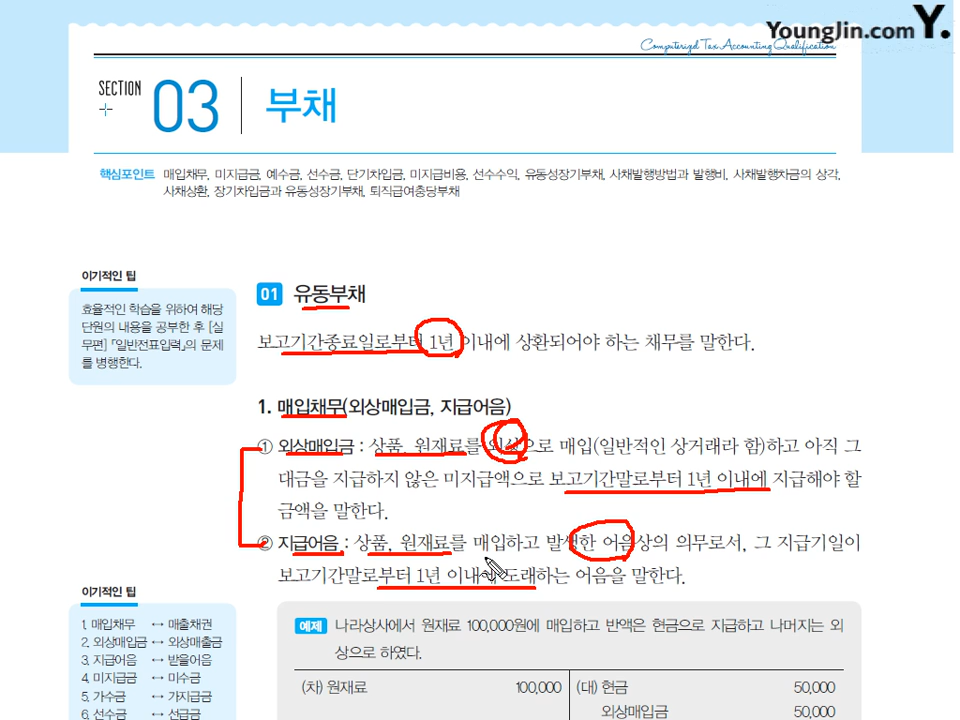 YoungJin.com Y.
Computerized Tax Accounting Qualification
SECTION 03 부채
핵심포인트 매입채무, 미지급금, 예수금, 선수금, 단기차입금, 미지급비용, 선수수익, 유동성장기부채, 사채발행방법과 발행비, 사채발행차금의 상각,
사채상환, 장기차입금과 유동성장기부채, 퇴직급여충당부채
이기적인 팁
효율적인 학습을 위하여 해당
단원의 내용을 공부한 후 [실
무편] 『일반전표입력』의 문제
를 병행한다.
01 유동부채
보고기간종료일로부터 1년 이내에 상환되어야 하는 채무를 말한다.
1. 매입채무(외상매입금, 지급어음)
① 외상매입금 : 상품, 원재료를 외상으로 매입(일반적인 상거래라 함)하고 아직 그
대금을 지급하지 않은 미지급액으로 보고기간말로부터 1년 이내에 지급해야 할
금액을 말한다.
② 지급어음 : 상품, 원재료를 매입하고 발생한 어음상의 의무로서, 그 지급기일이
보고기간말로부터 1년 이내에 도래하는 어음을 말한다.
이기적인 팁
1. 매입채무 ↔ 매출채권
2. 외상매입금 ↔ 외상매출금
3. 지급어음 ↔ 받을어음
4. 미지급금 ↔ 미수금
5. 가수금 ↔ 가지급금
6. 선수금 ↔ 선급금
예제 나라상사에서 원재료 100,000원에 매입하고 반액은 현금으로 지급하고 나머지는 외
상으로 하였다.
(차) 원재료 100,000 (대) 현금 50,000
외상매입금 50,000